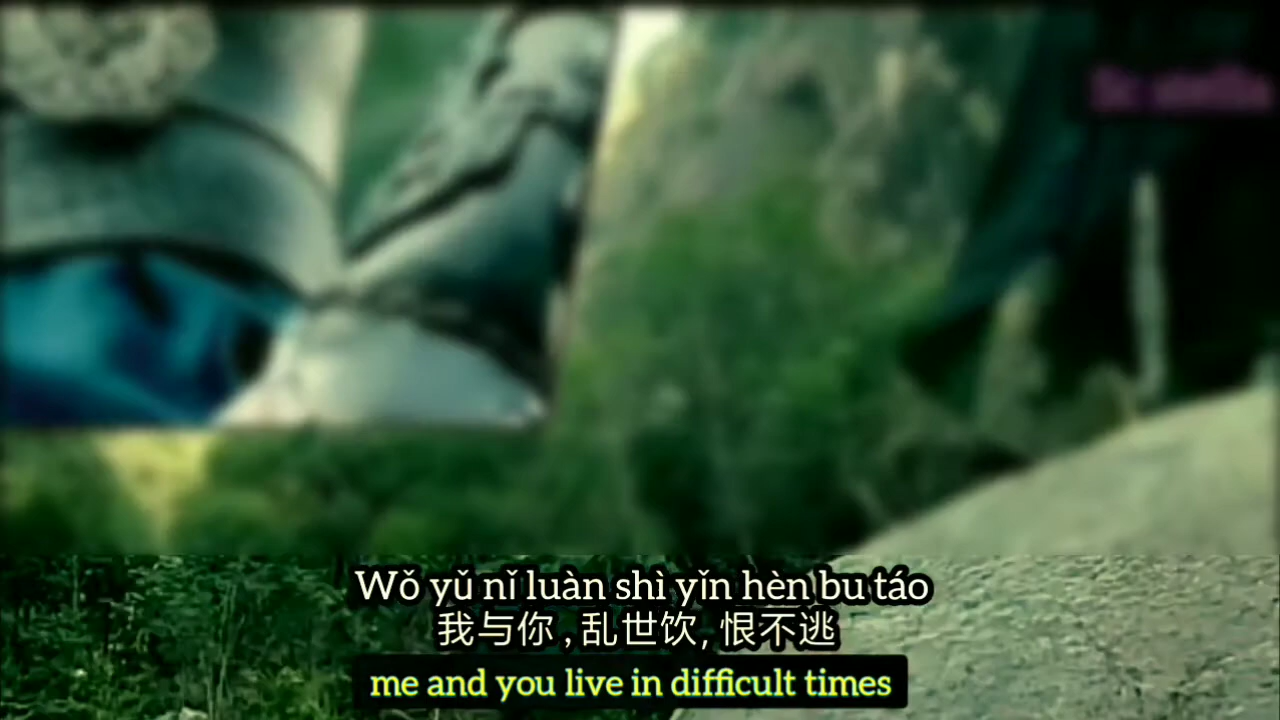 Wǒ yǔ nǐ luàn shì yǐn hèn bu táo
我与你,乱世饮,恨不逃
me and you live in difficult times